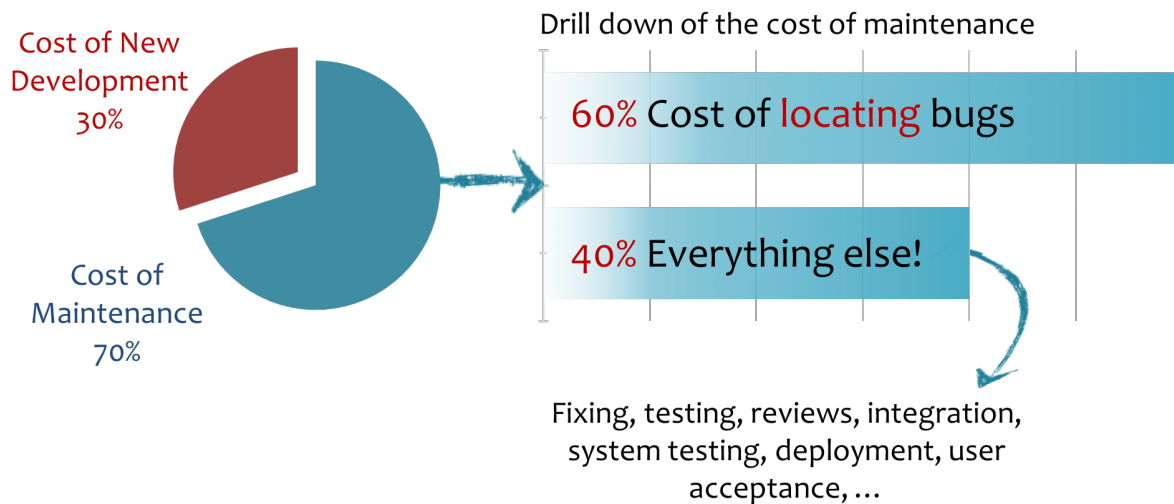 Cost of New
Development
30%
Cost of
Maintenance
70%
Drill down of the cost of maintenance
60% Cost of locating bugs
40% Everything else!
Fixing, testing, reviews, integration,
system testing, deployment, user
acceptance, ...